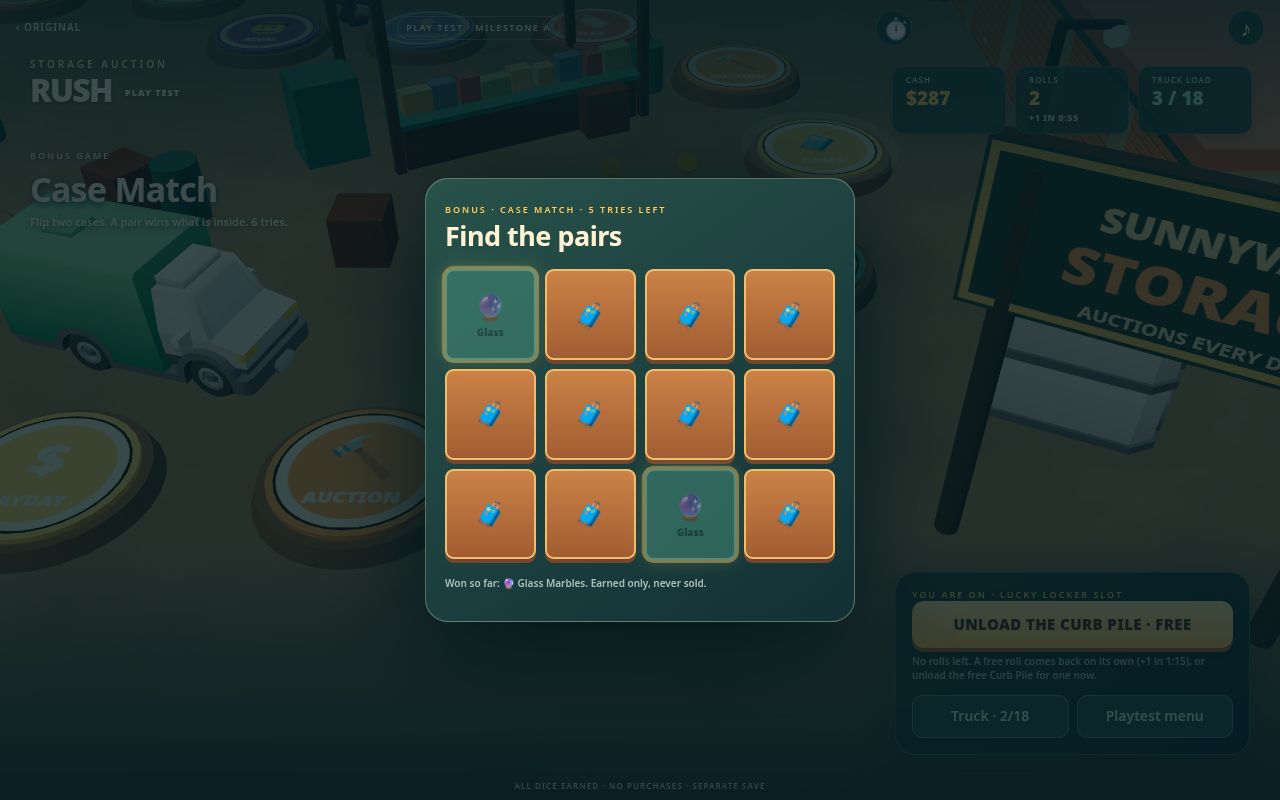 ‹ ORIGINAL
PLAY TEST · MILESTONE A
STORAGE AUCTION
RUSH PLAY TEST
CASH
$287
ROLLS
2
+1 IN 0:55
TRUCK LOAD
3 / 18
BONUS GAME
Case Match
Flip two cases. A pair wins what is inside. 6 tries.
BONUS · CASE MATCH · 5 TRIES LEFT
Find the pairs
Glass
Glass
Won so far: 🔮 Glass Marbles. Earned only, never sold.
AUCTION
AUCTION
SUNNYV
STORA
AUCTIONS EVERY D
$
AYDAY
YOU ARE ON · LUCKY LOCKER SLOT
UNLOAD THE CURB PILE · FREE
No rolls left. A free roll comes back on its own (+1 in 1:15), or
unload the free Curb Pile for one now.
Truck · 2/18
Playtest menu
ALL DICE EARNED · NO PURCHASES · SEPARATE SAVE